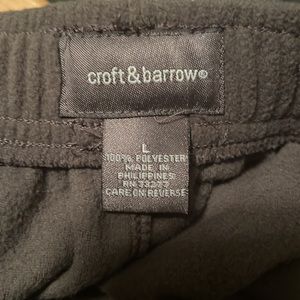 croft&barrow®
L
100% POLYESTER
MADE IN
PHILIPPINES
RN 73277
CARE ON REVERSE